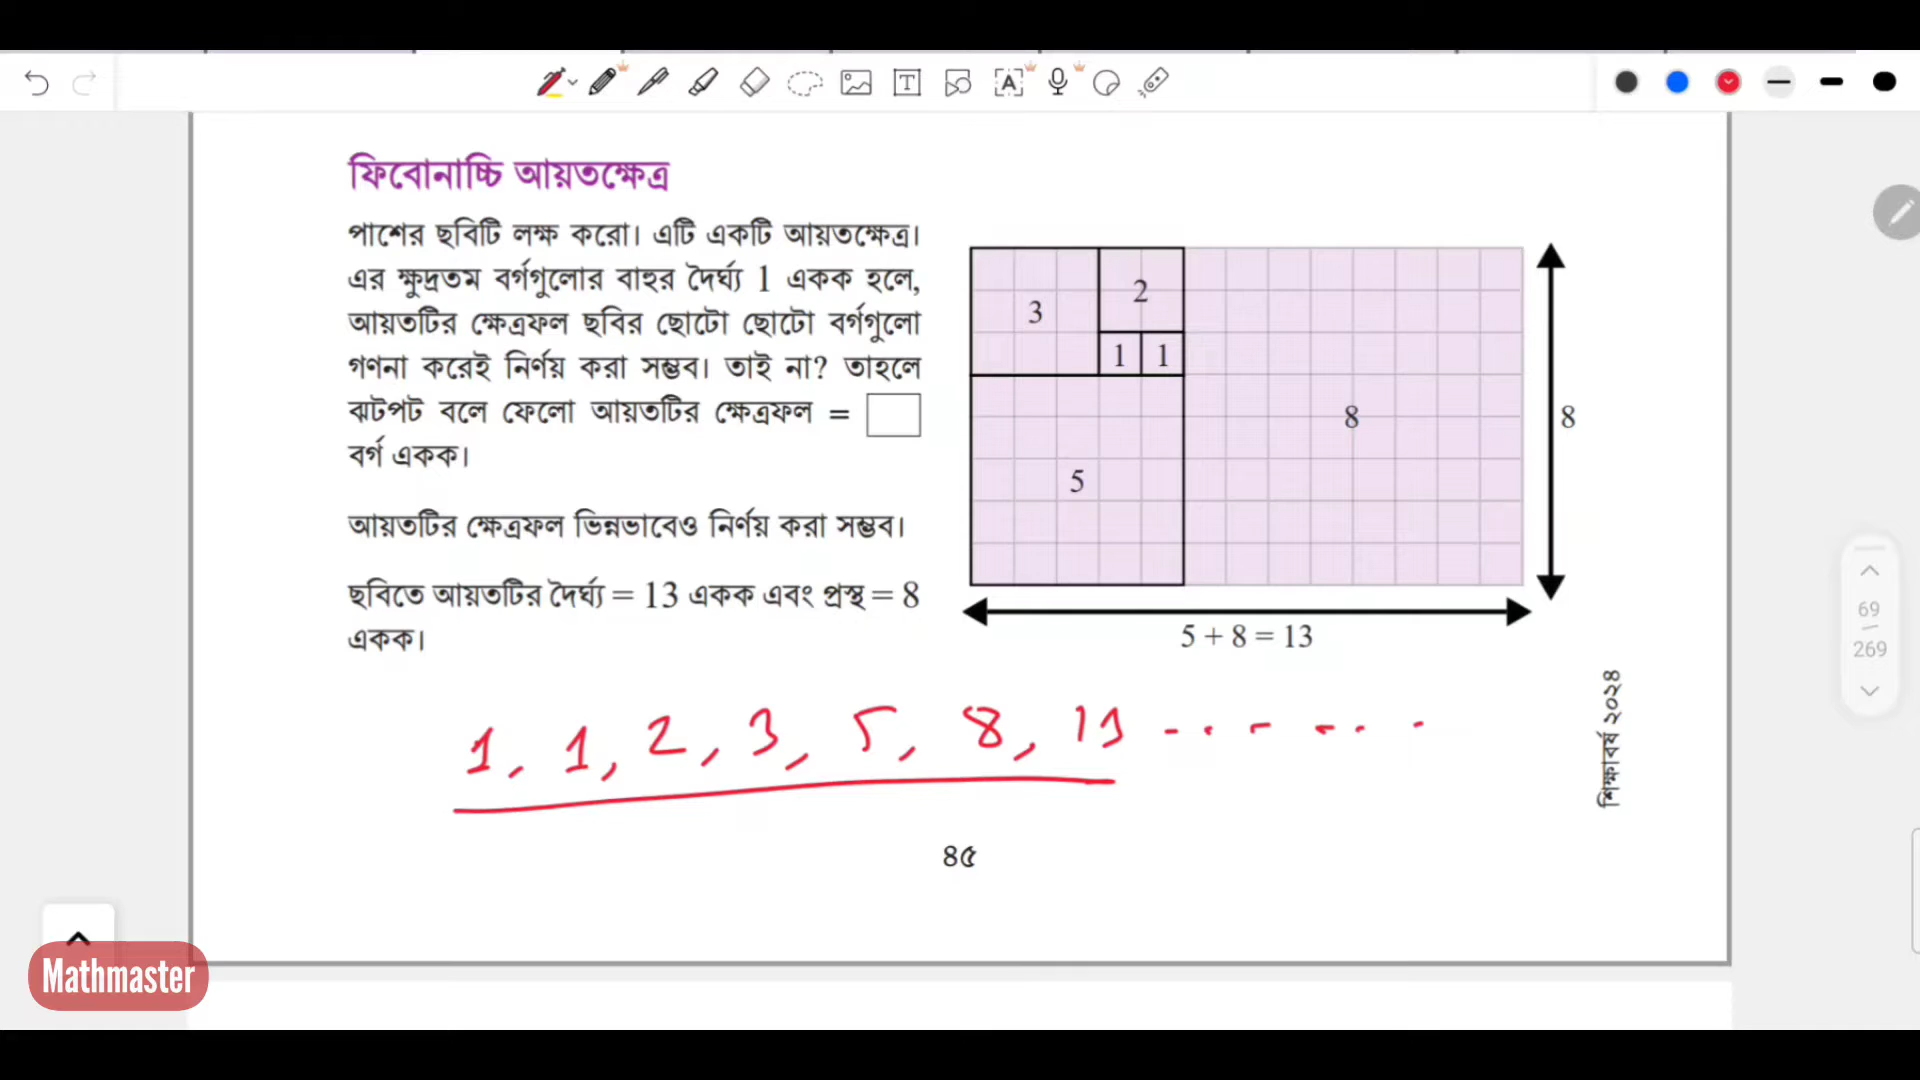 ফিবোনাচ্চি আয়তক্ষেত্র
পাশের ছবিটি লক্ষ করো। এটি একটি আয়তক্ষেত্র।
এর ক্ষুদ্রতম বর্গগুলোর বাহুর দৈর্ঘ্য 1 একক হলে,
আয়তটির ক্ষেত্রফল ছবির ছোটো ছোটো বর্গগুলো
গণনা করেই নির্ণয় করা সম্ভব। তাই না? তাহলে
ঝটপট বলে ফেলো আয়তটির ক্ষেত্রফল =
বর্গ একক।
আয়তটির ক্ষেত্রফল ভিন্নভাবেও নির্ণয় করা সম্ভব।
ছবিতে আয়তটির দৈর্ঘ্য = 13 একক এবং প্রস্থ = 8
একক।
3
2
1 1
8
8
5
5 + 8 = 13
1, 1, 2, 3, 5, 8, 13 - - - - - - -
শিক্ষাবর্ষ ২০২৪
৪৫
69
269
Mathmaster